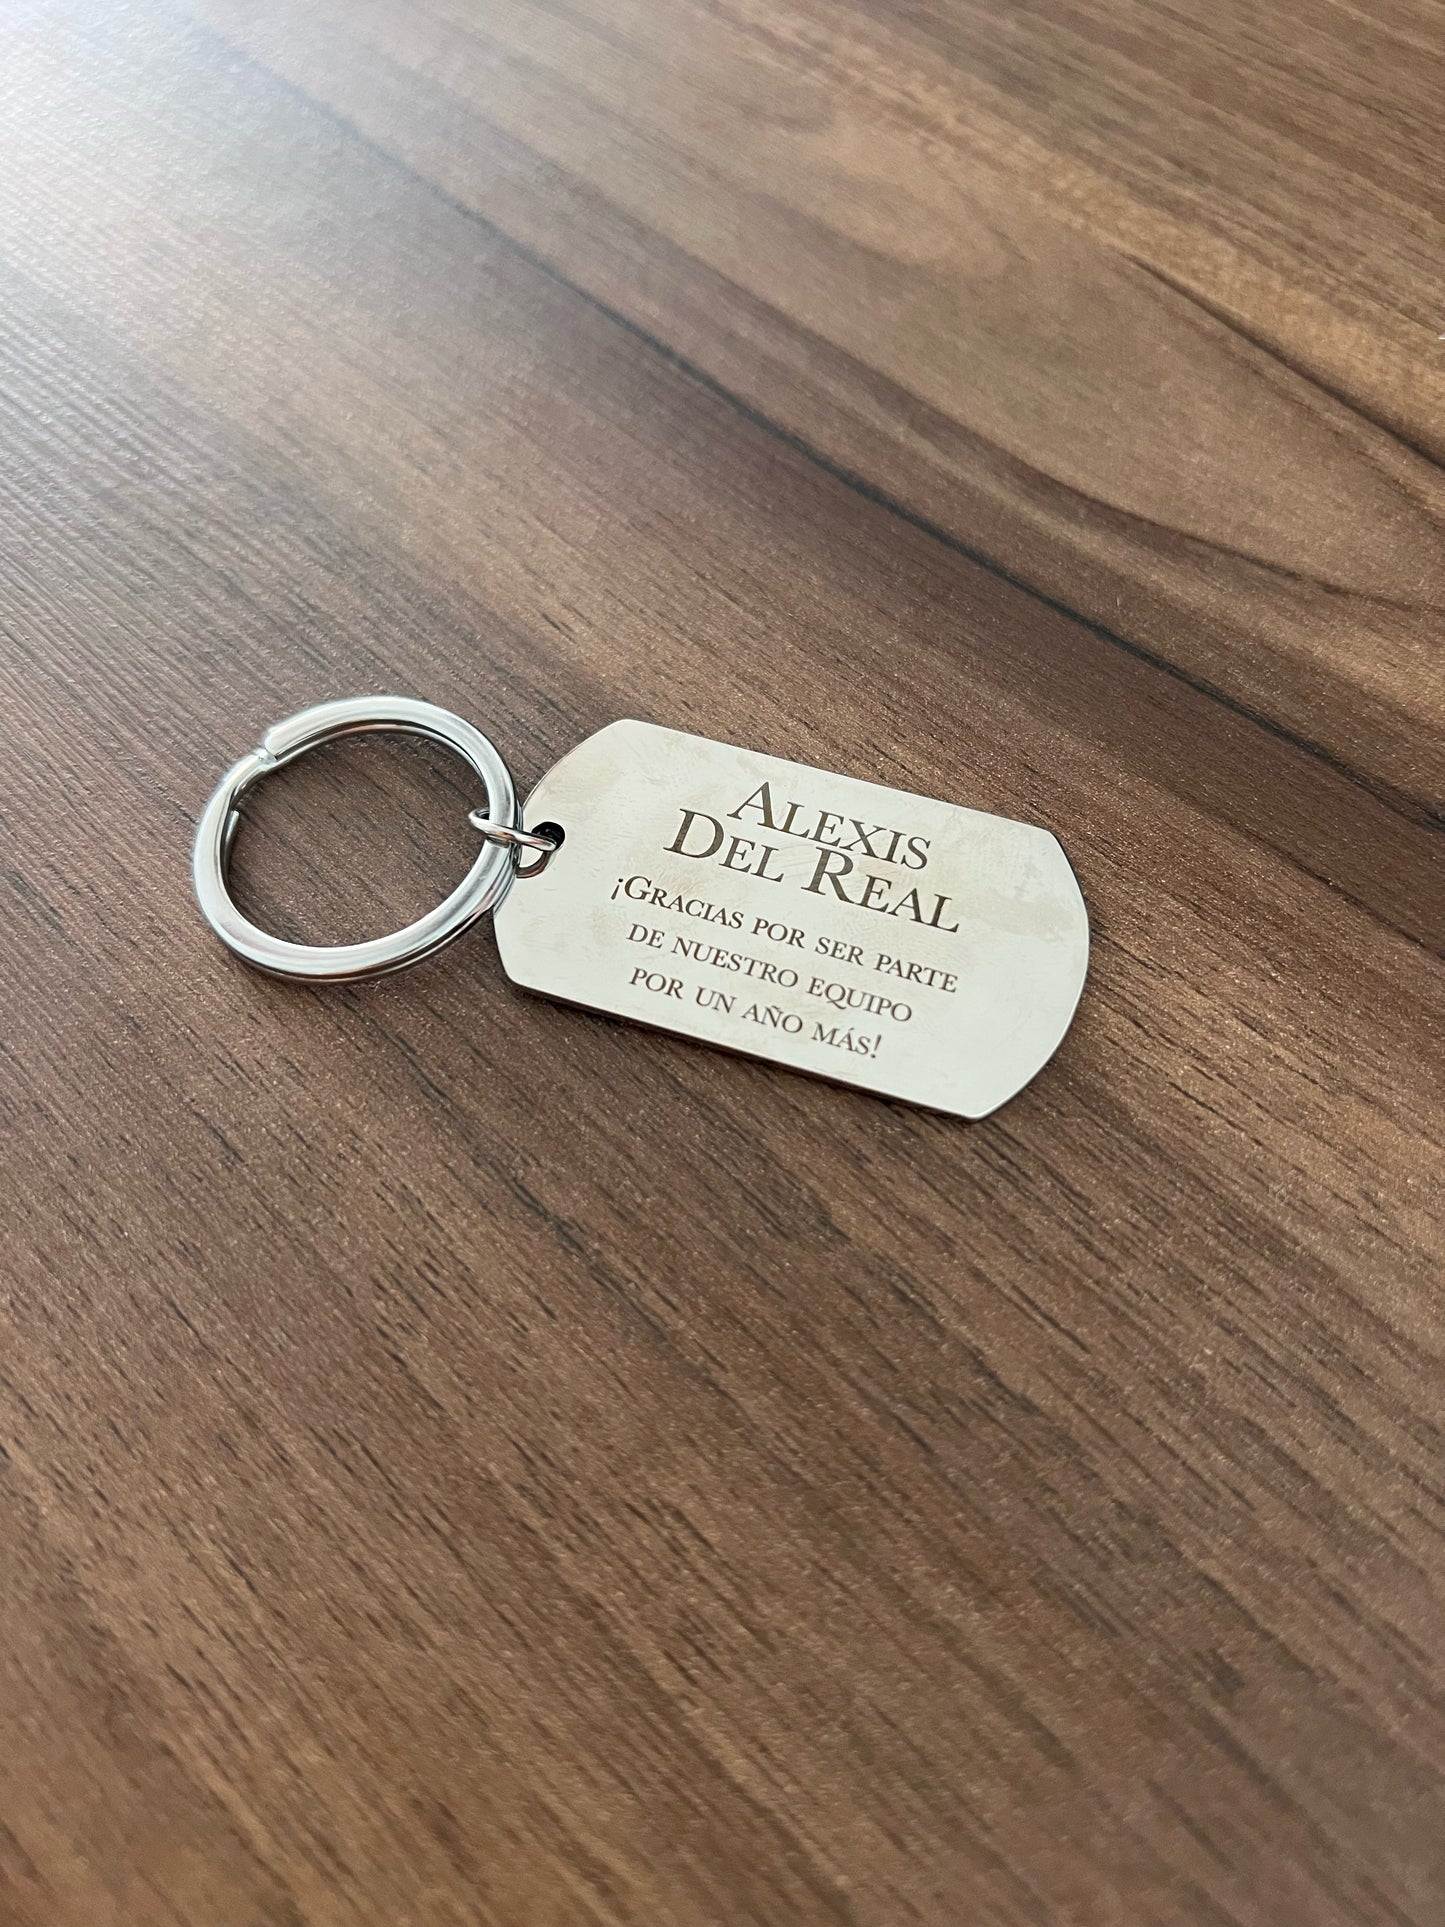 Alexis
Del Real
¡Gracias por ser parte
de nuestro equipo
por un año más!